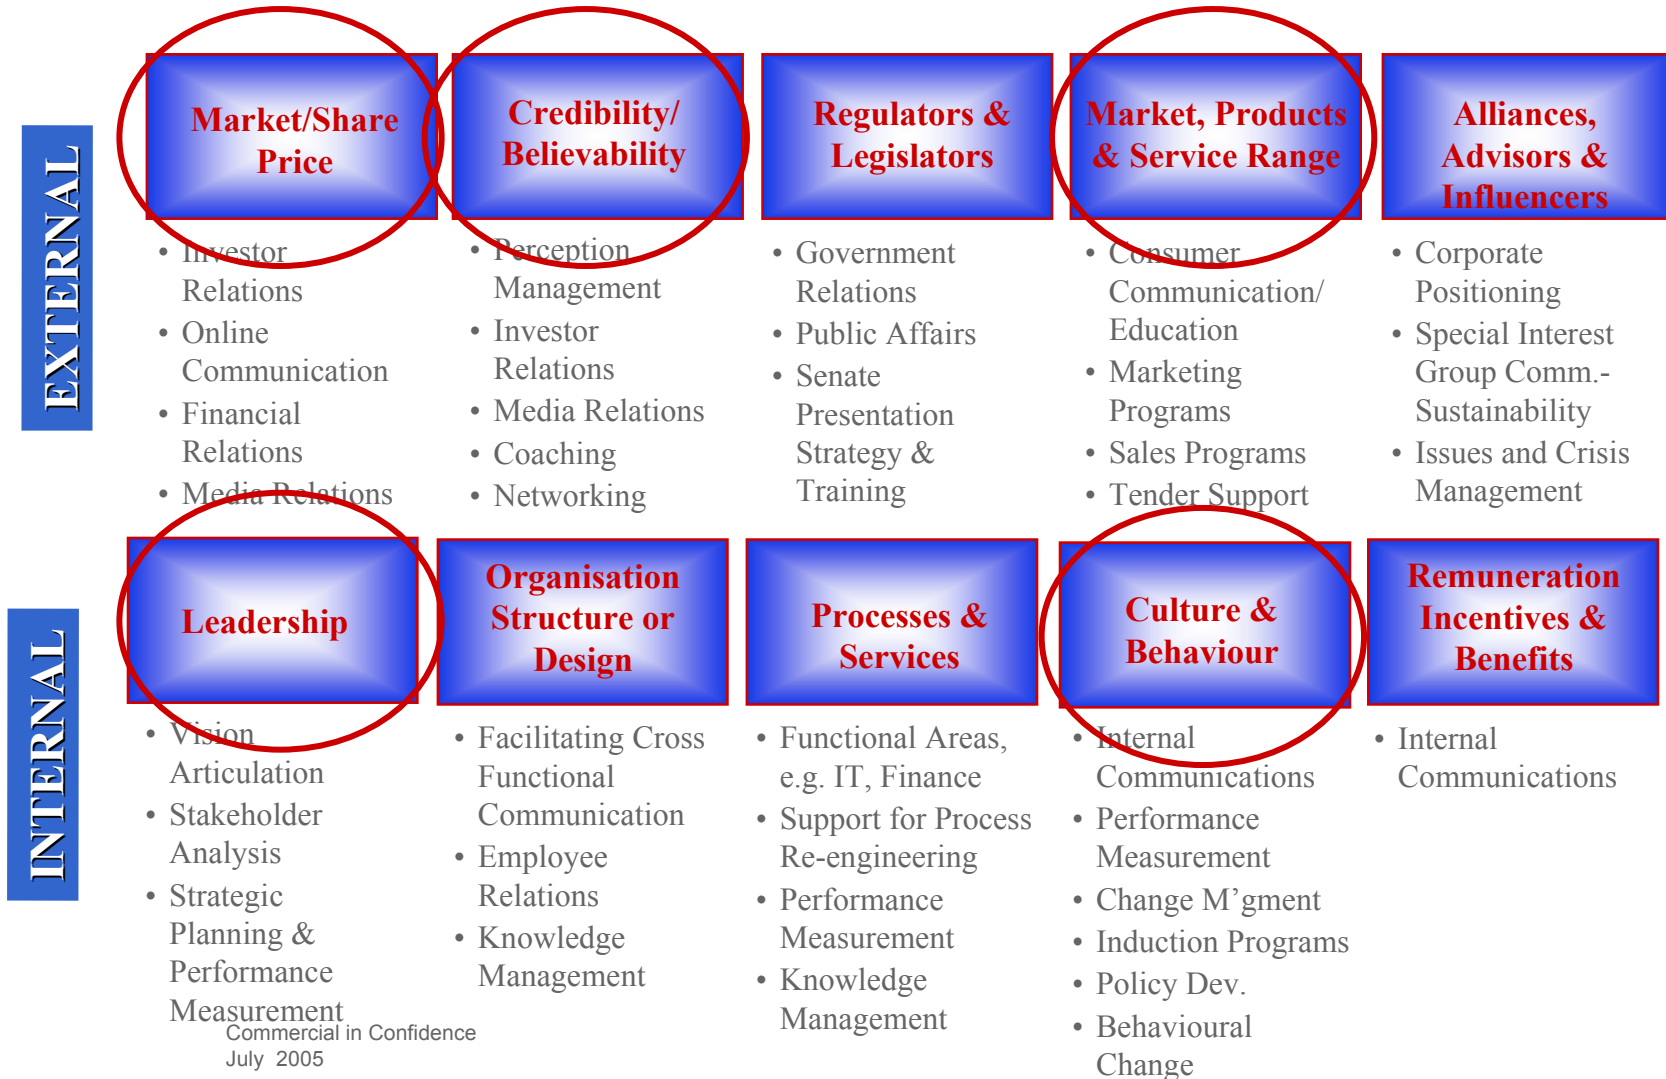 EXTERNAL
Market/Share
Price
• Investor
Relations
• Online
Communication
• Financial
Relations
• Media Relations
Credibility/
Believability
• Perception
Management
• Investor
Relations
• Media Relations
• Coaching
• Networking
Regulators &
Legislators
• Government
Relations
• Public Affairs
• Senate
Presentation
Strategy &
Training
Market, Products
& Service Range
• Consumer
Communication/
Education
• Marketing
Programs
• Sales Programs
• Tender Support
Alliances,
Advisors &
Influencers
• Corporate
Positioning
• Special Interest
Group Comm.-
Sustainability
• Issues and Crisis
Management
INTERNAL
Leadership
• Vision
Articulation
• Stakeholder
Analysis
• Strategic
Planning &
Performance
Measurement
Organisation
Structure or
Design
• Facilitating Cross
Functional
Communication
• Employee
Relations
• Knowledge
Management
Processes &
Services
• Functional Areas,
e.g. IT, Finance
• Support for Process
Re-engineering
• Performance
Measurement
• Knowledge
Management
Culture &
Behaviour
• Internal
Communications
• Performance
Measurement
• Change M’gment
• Induction Programs
• Policy Dev.
• Behavioural
Change
Remuneration
Incentives &
Benefits
• Internal
Communications
Commercial in Confidence
July 2005